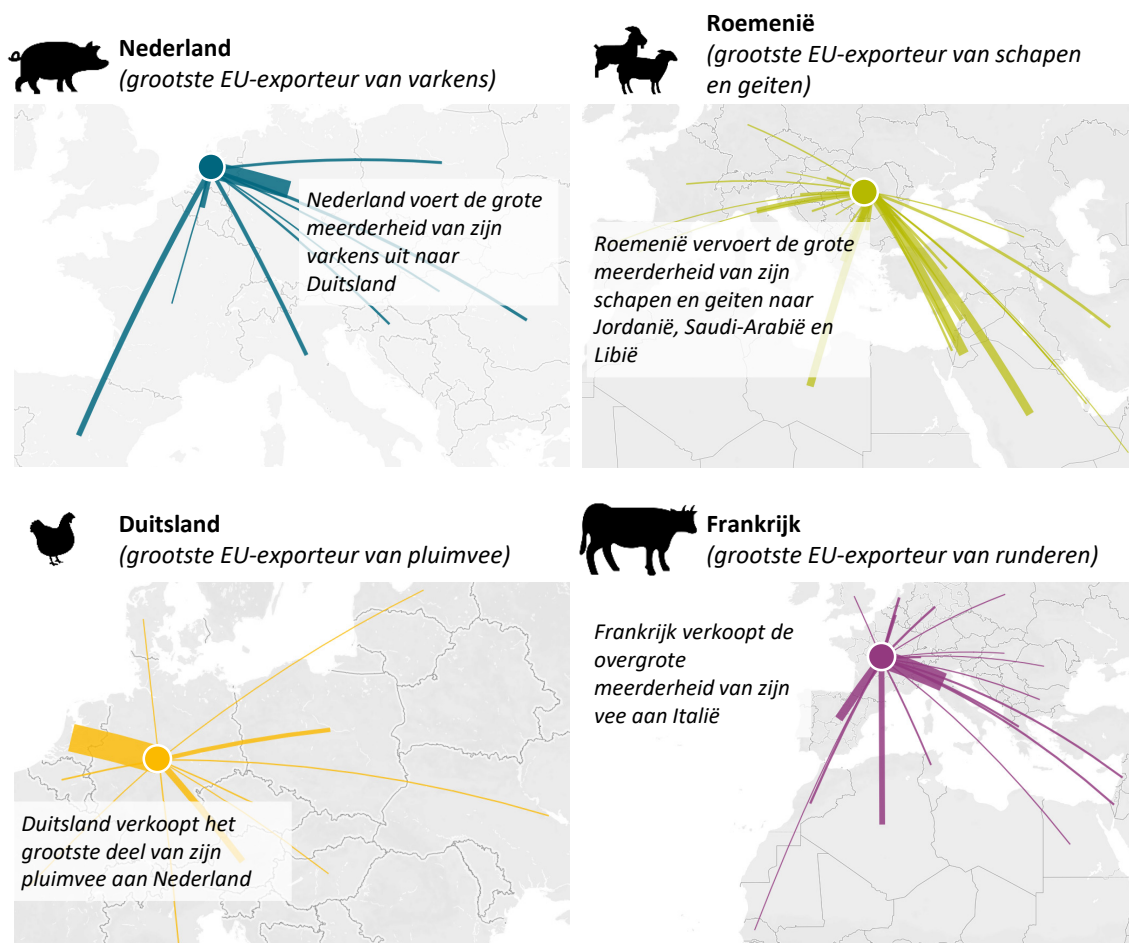 Nederland
(grootste EU-exporteur van varkens)
Nederland voert de grote
meerderheid van zijn
varkens uit naar
Duitsland
Roemenië
(grootste EU-exporteur van schapen
en geiten)
Roemenië vervoert de grote
meerderheid van zijn
schapen en geiten naar
Jordanië, Saudi-Arabië en
Libië
Duitsland
(grootste EU-exporteur van pluimvee)
Duitsland verkoopt het
grootste deel van zijn
pluimvee aan Nederland
Frankrijk
(grootste EU-exporteur van runderen)
Frankrijk verkoopt de
overgrote
meerderheid van zijn
vee aan Italië